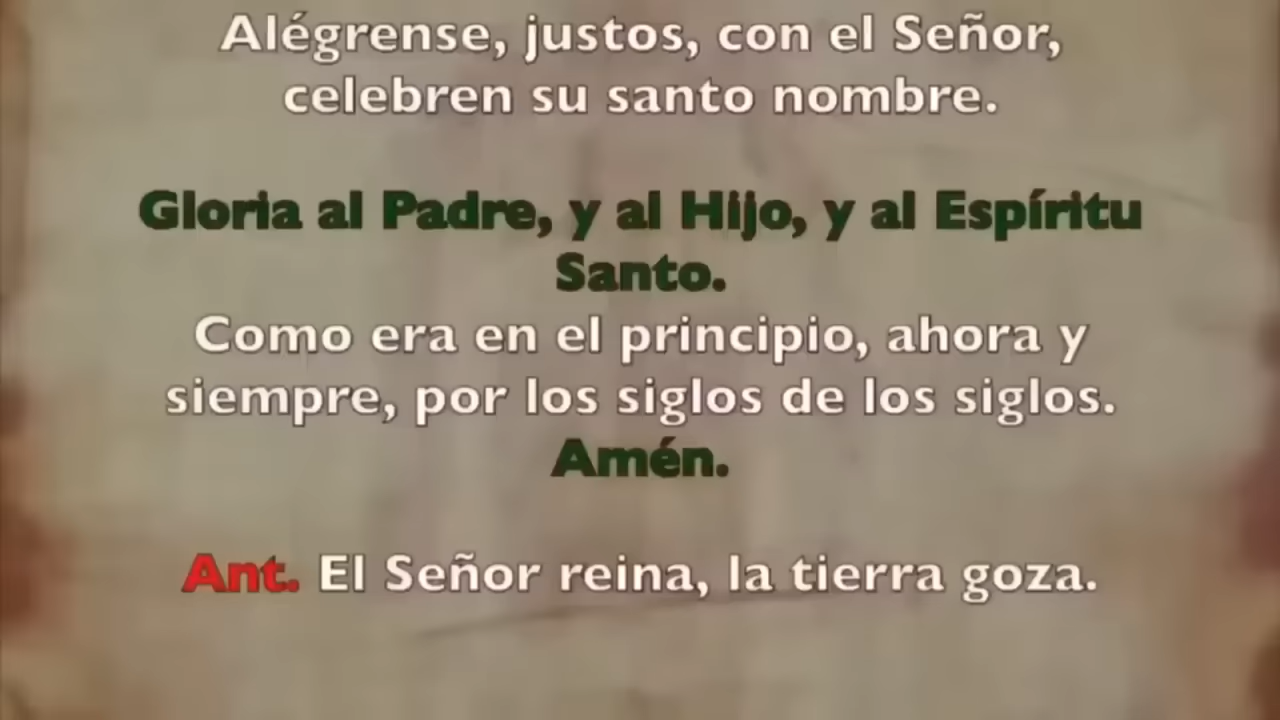 Alégrense, justos, con el Señor,
celebren su santo nombre.
Gloria al Padre, y al Hijo, y al Espíritu
Santo.
Como era en el principio, ahora y
siempre, por los siglos de los siglos.
Amén.
Ant. El Señor reina, la tierra goza.